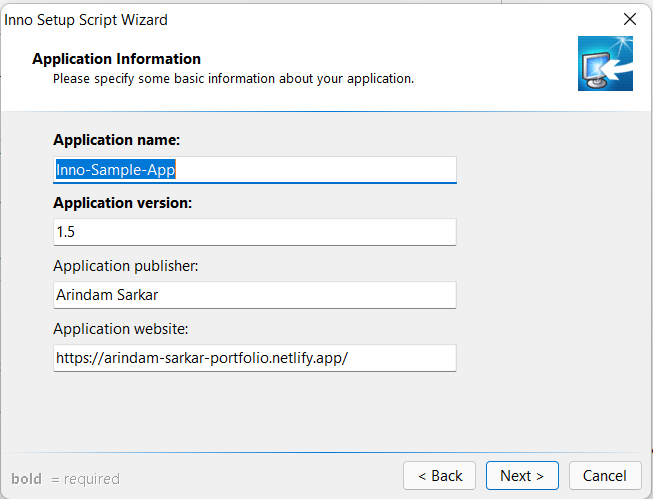 Inno Setup Script Wizard
Application Information
Please specify some basic information about your application.
Application name:
Inno-Sample-App
Application version:
1.5
Application publisher:
Arindam Sarkar
Application website:
https://arindam-sarkar-portfolio.netlify.app/
bold = required
< Back
Next >
Cancel